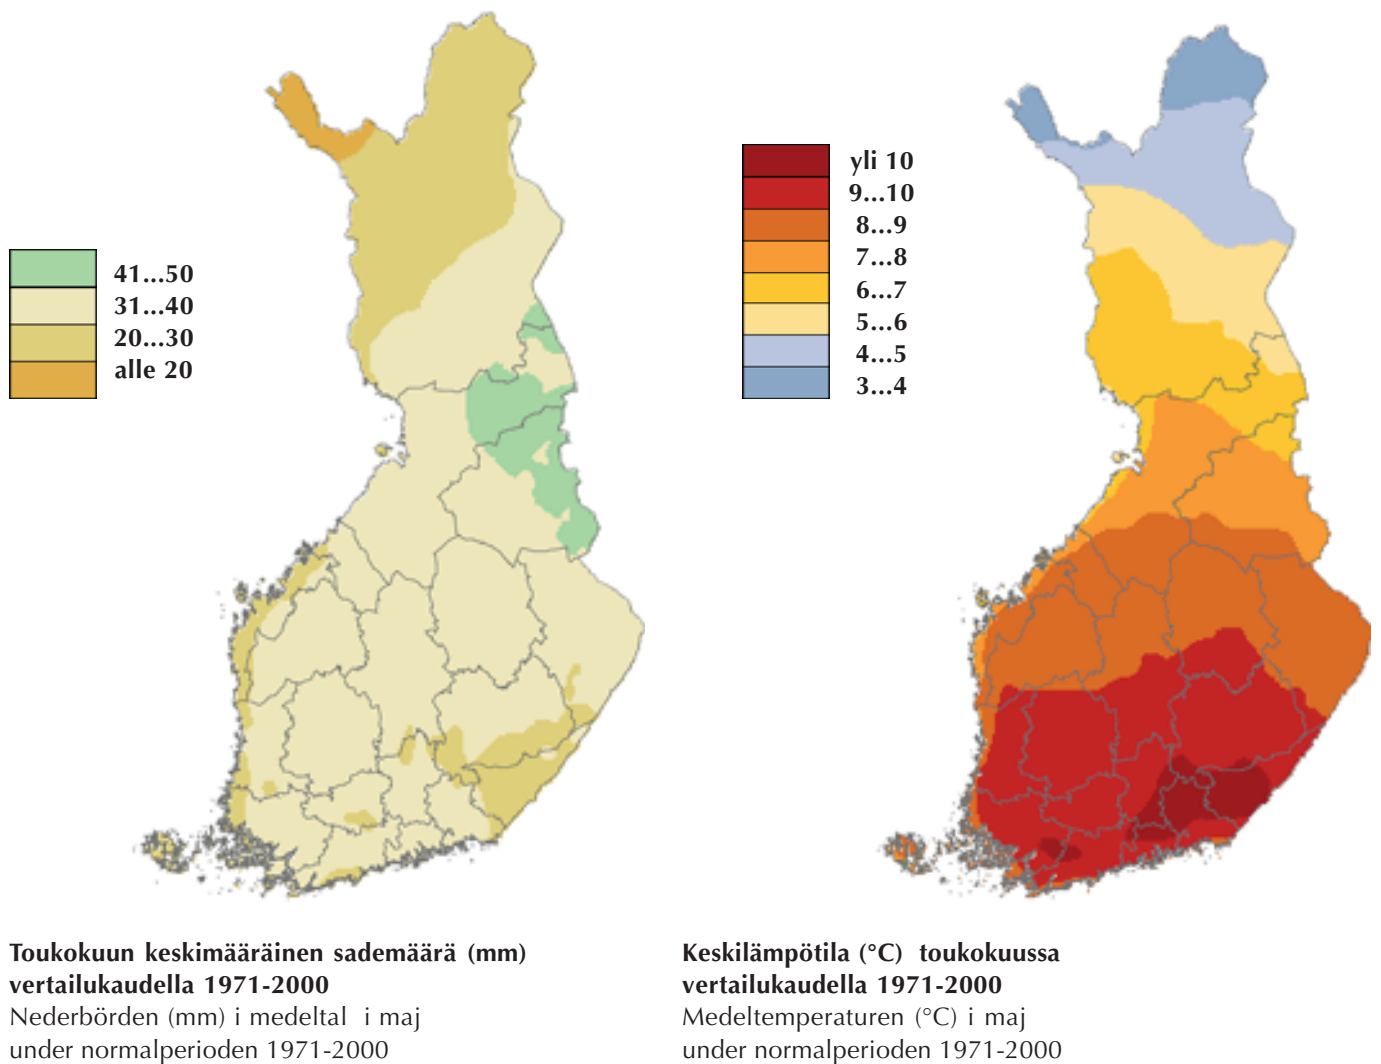 41...50
31...40
20...30
alle 20
yli 10
9...10
8...9
7...8
6...7
5...6
4...5
3...4
Toukokuun keskimääräinen sademäärä (mm)
vertailukaudella 1971-2000
Nederbörden (mm) i medeltal i maj
under normalperioden 1971-2000
Keskilämpötila (°C) toukokuussa
vertailukaudella 1971-2000
Medeltemperaturen (°C) i maj
under normalperioden 1971-2000